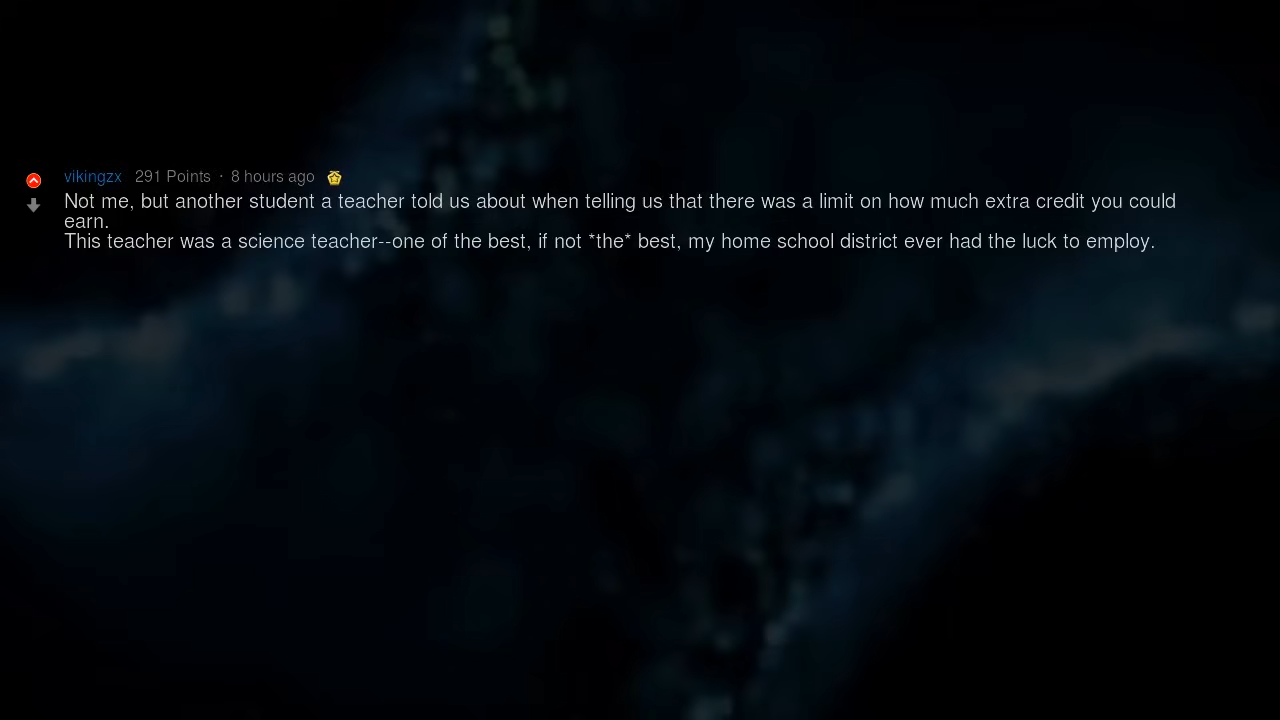 vikingzx 291 Points · 8 hours ago
Not me, but another student a teacher told us about when telling us that there was a limit on how much extra credit you could
earn.
This teacher was a science teacher--one of the best, if not *the* best, my home school district ever had the luck to employ.